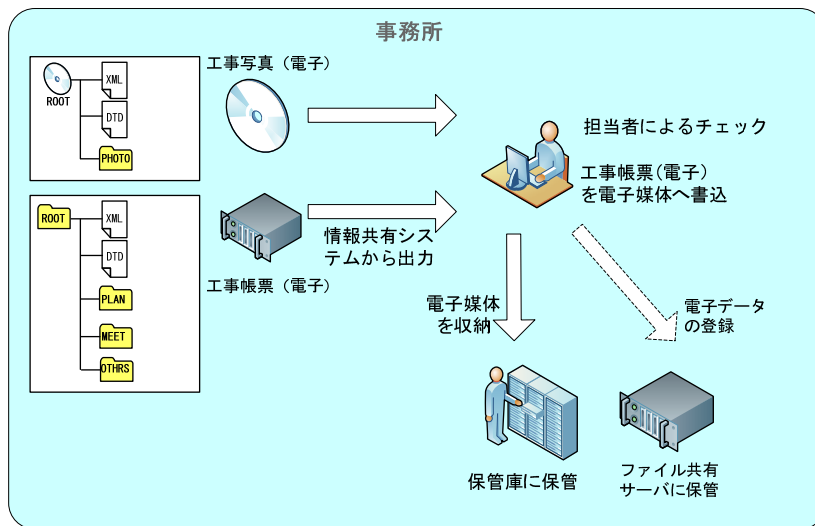 事務所
工事写真（電子）
ROOT
XML
DTD
PHOTO
担当者によるチェック
工事帳票(電子)
を電子媒体へ書込
ROOT
XML
DTD
PLAN
MEET
OTHRS
情報共有シス
テムから出力
工事帳票（電子）
電子媒体
を収納
電子データ
の登録
保管庫に保管
ファイル共有
サーバに保管